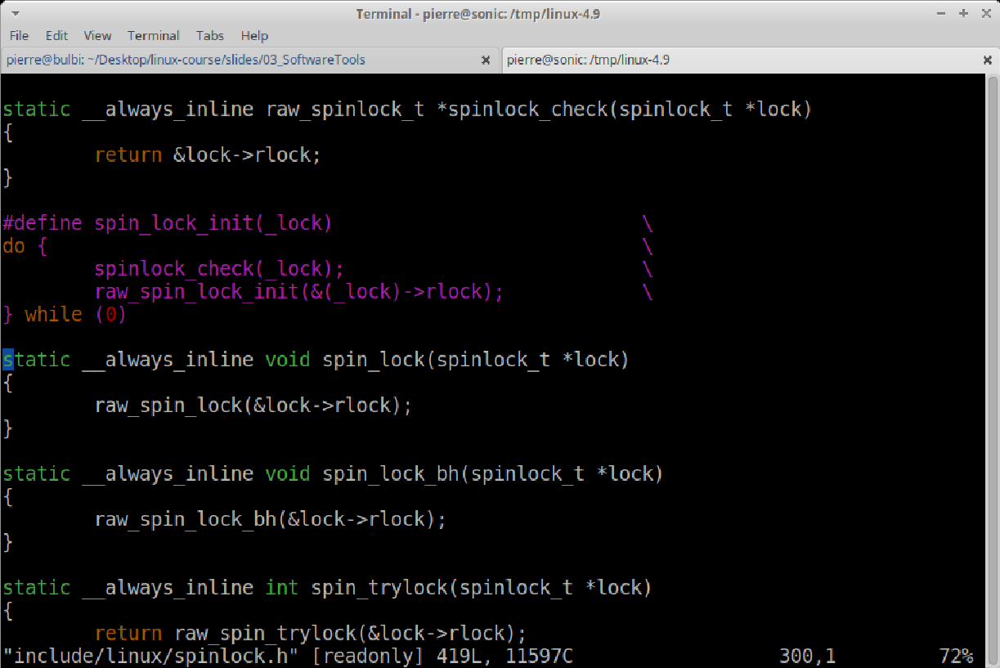 Terminal - pierre@sonic: /tmp/linux-4.9
File Edit View Terminal Tabs Help
pierre@bulbi: ~/Desktop/linux-course/slides/03_SoftwareTools pierre@sonic: /tmp/linux-4.9
static __always_inline raw_spinlock_t *spinlock_check(spinlock_t *lock)
{
        return &lock->rlock;
}
#define spin_lock_init(_lock)                           \
do {                                                    \
        spinlock_check(_lock);                          \
        raw_spin_lock_init(&(_lock)->rlock);            \
} while (0)
static __always_inline void spin_lock(spinlock_t *lock)
{
        raw_spin_lock(&lock->rlock);
}
static __always_inline void spin_lock_bh(spinlock_t *lock)
{
        raw_spin_lock_bh(&lock->rlock);
}
static __always_inline int spin_trylock(spinlock_t *lock)
{
        return raw_spin_trylock(&lock->rlock);
"include/linux/spinlock.h" [readonly] 419L, 11597C 300,1 72%